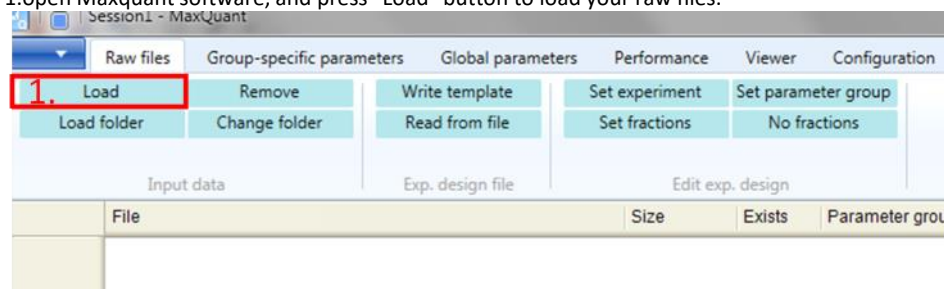 1.open Maxquant software, and press "Load" button to load your raw files.
Session1 - MaxQuant
Raw files Group-specific parameters Global parameters Performance Viewer Configuration
1. Load Remove Write template Set experiment Set parameter group
Load folder Change folder Read from file Set fractions No fractions
Input data Exp. design file Edit exp. design
File Size Exists Parameter grou